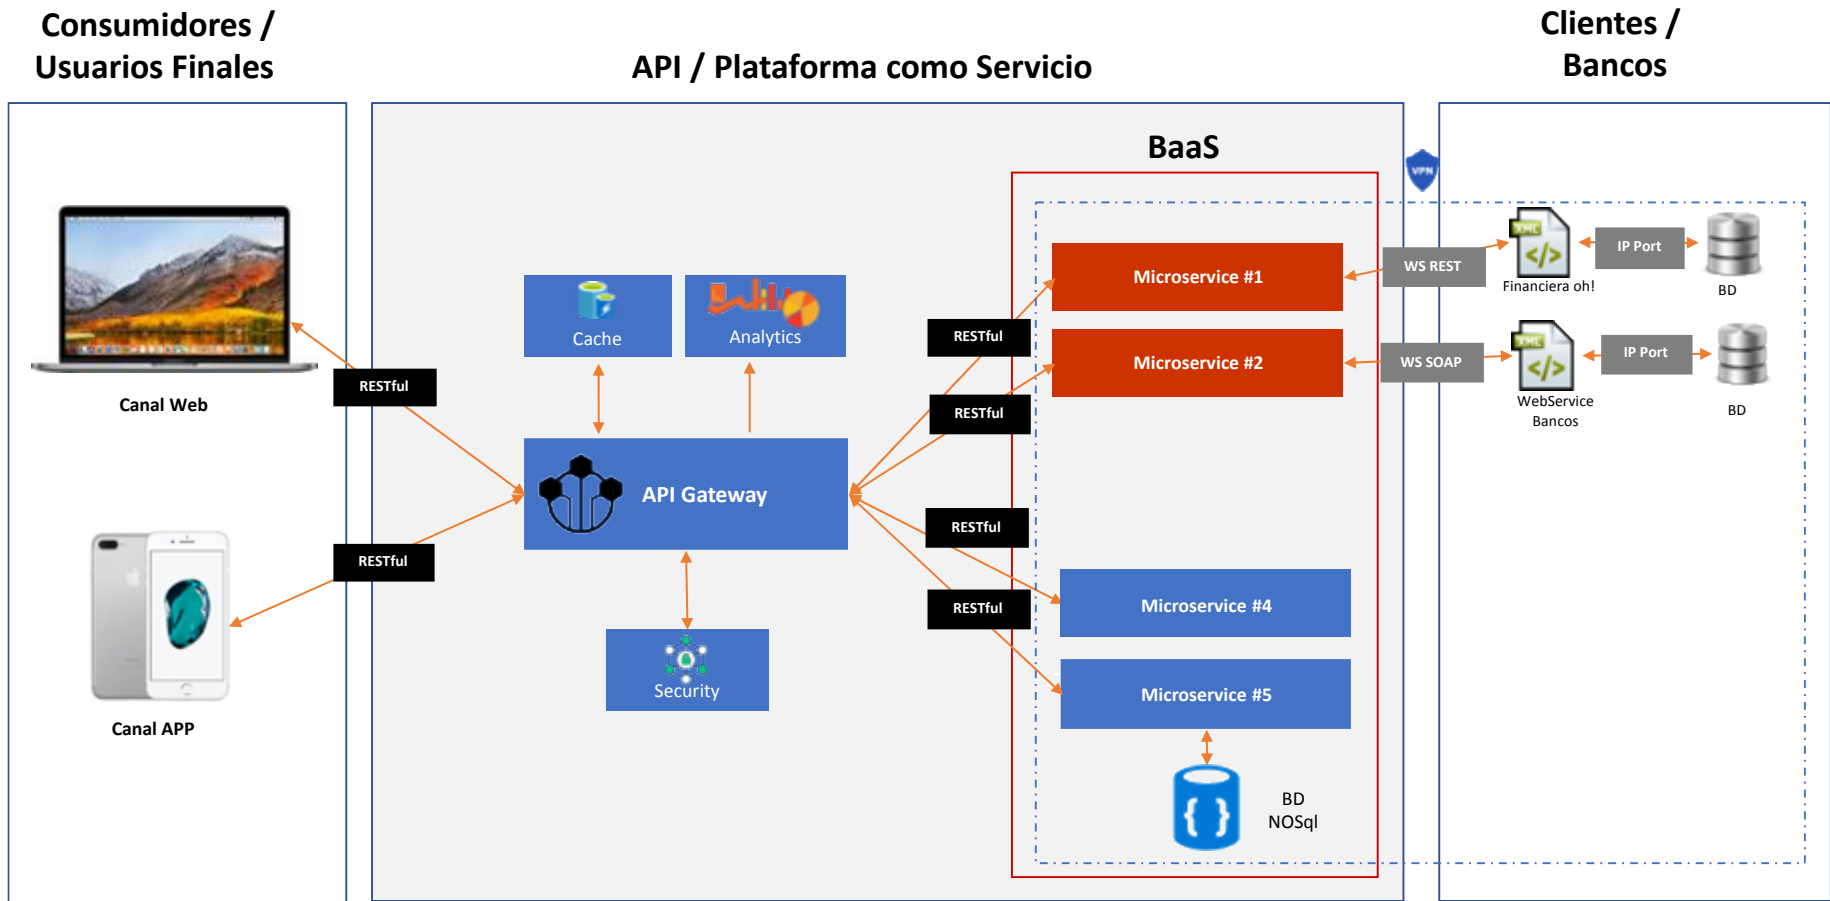 Consumidores /
Usuarios Finales
API / Plataforma como Servicio
Clientes /
Bancos
BaaS
VPN
Canal Web
RESTful
Canal APP
RESTful
Cache
Analytics
API Gateway
Security
RESTful
RESTful
RESTful
RESTful
Microservice #1
Microservice #2
Microservice #4
Microservice #5
BD
NOSql
WS REST
XML
Financiera oh!
IP Port
BD
WS SOAP
XML
WebService
Bancos
IP Port
BD